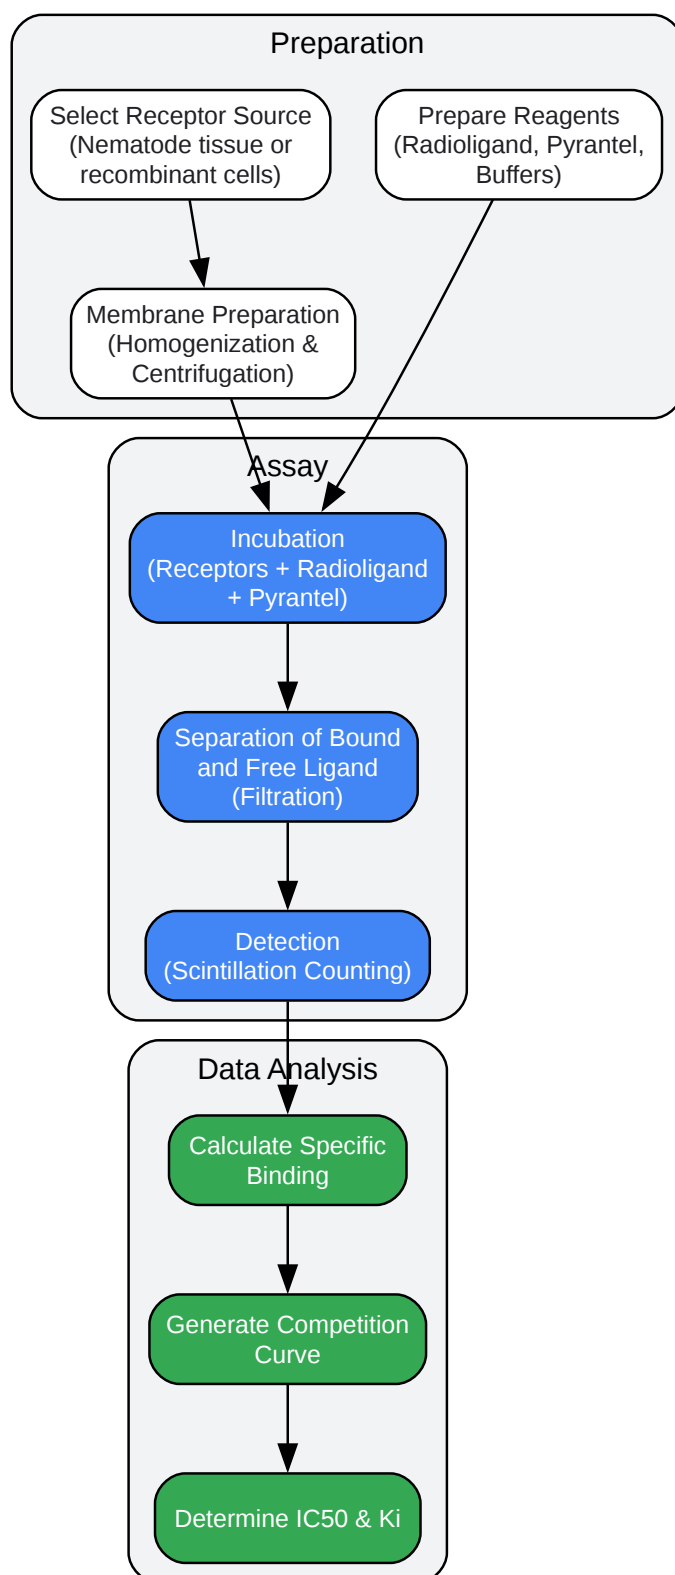 Preparation
Select Receptor Source
(Nematode tissue or
recombinant cells)
Prepare Reagents
(Radioligand, Pyrantel,
Buffers)
Membrane Preparation
(Homogenization &
Centrifugation)
Assay
Incubation
(Receptors + Radioligand
+ Pyrantel)
Separation of Bound
and Free Ligand
(Filtration)
Detection
(Scintillation Counting)
Data Analysis
Calculate Specific
Binding
Generate Competition
Curve
Determine IC50 & Ki